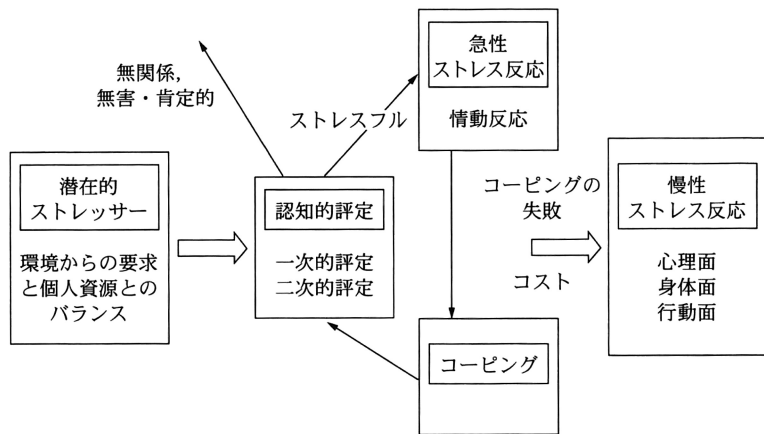 無関係,
無害・肯定的
急性
ストレス反応
情動反応
ストレスフル
潜在的
ストレッサー
環境からの要求
と個人資源との
バランス
認知的評定
一次的評定
二次的評定
コーピングの
失敗
コスト
慢性
ストレス反応
心理面
身体面
行動面
コーピング